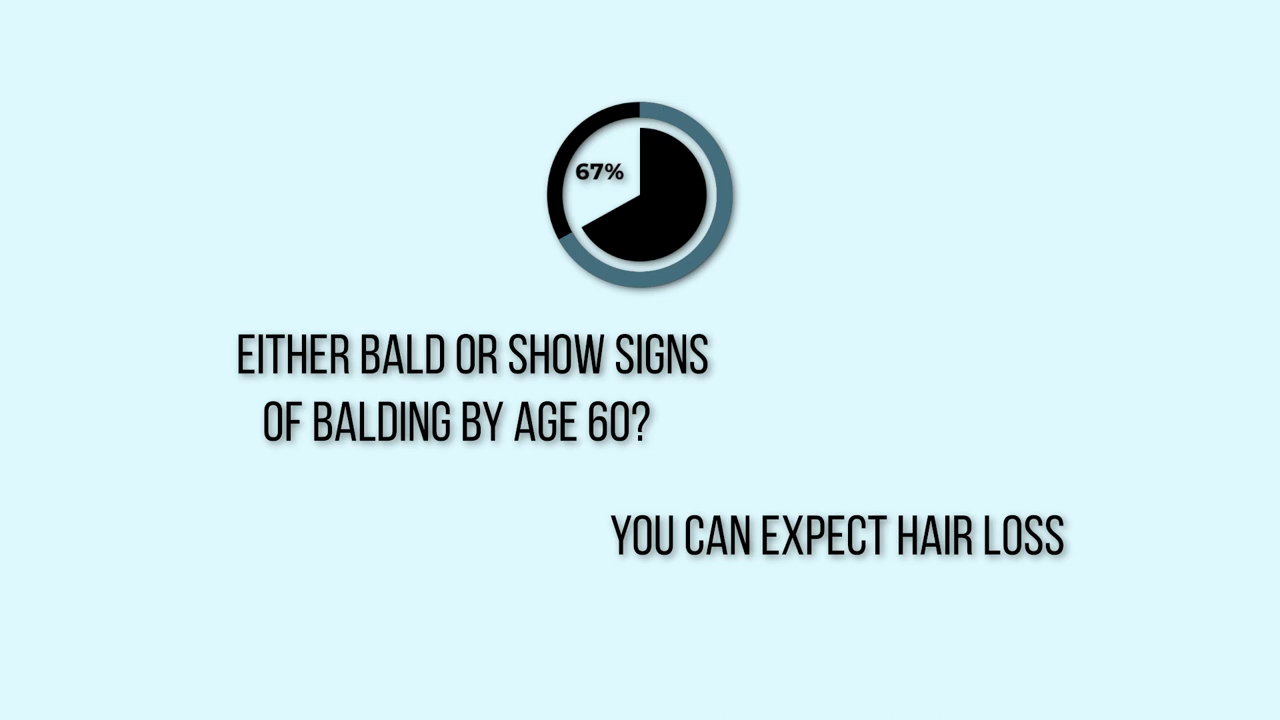 67%
EITHER BALD OR SHOW SIGNS
OF BALDING BY AGE 60?
YOU CAN EXPECT HAIR LOSS